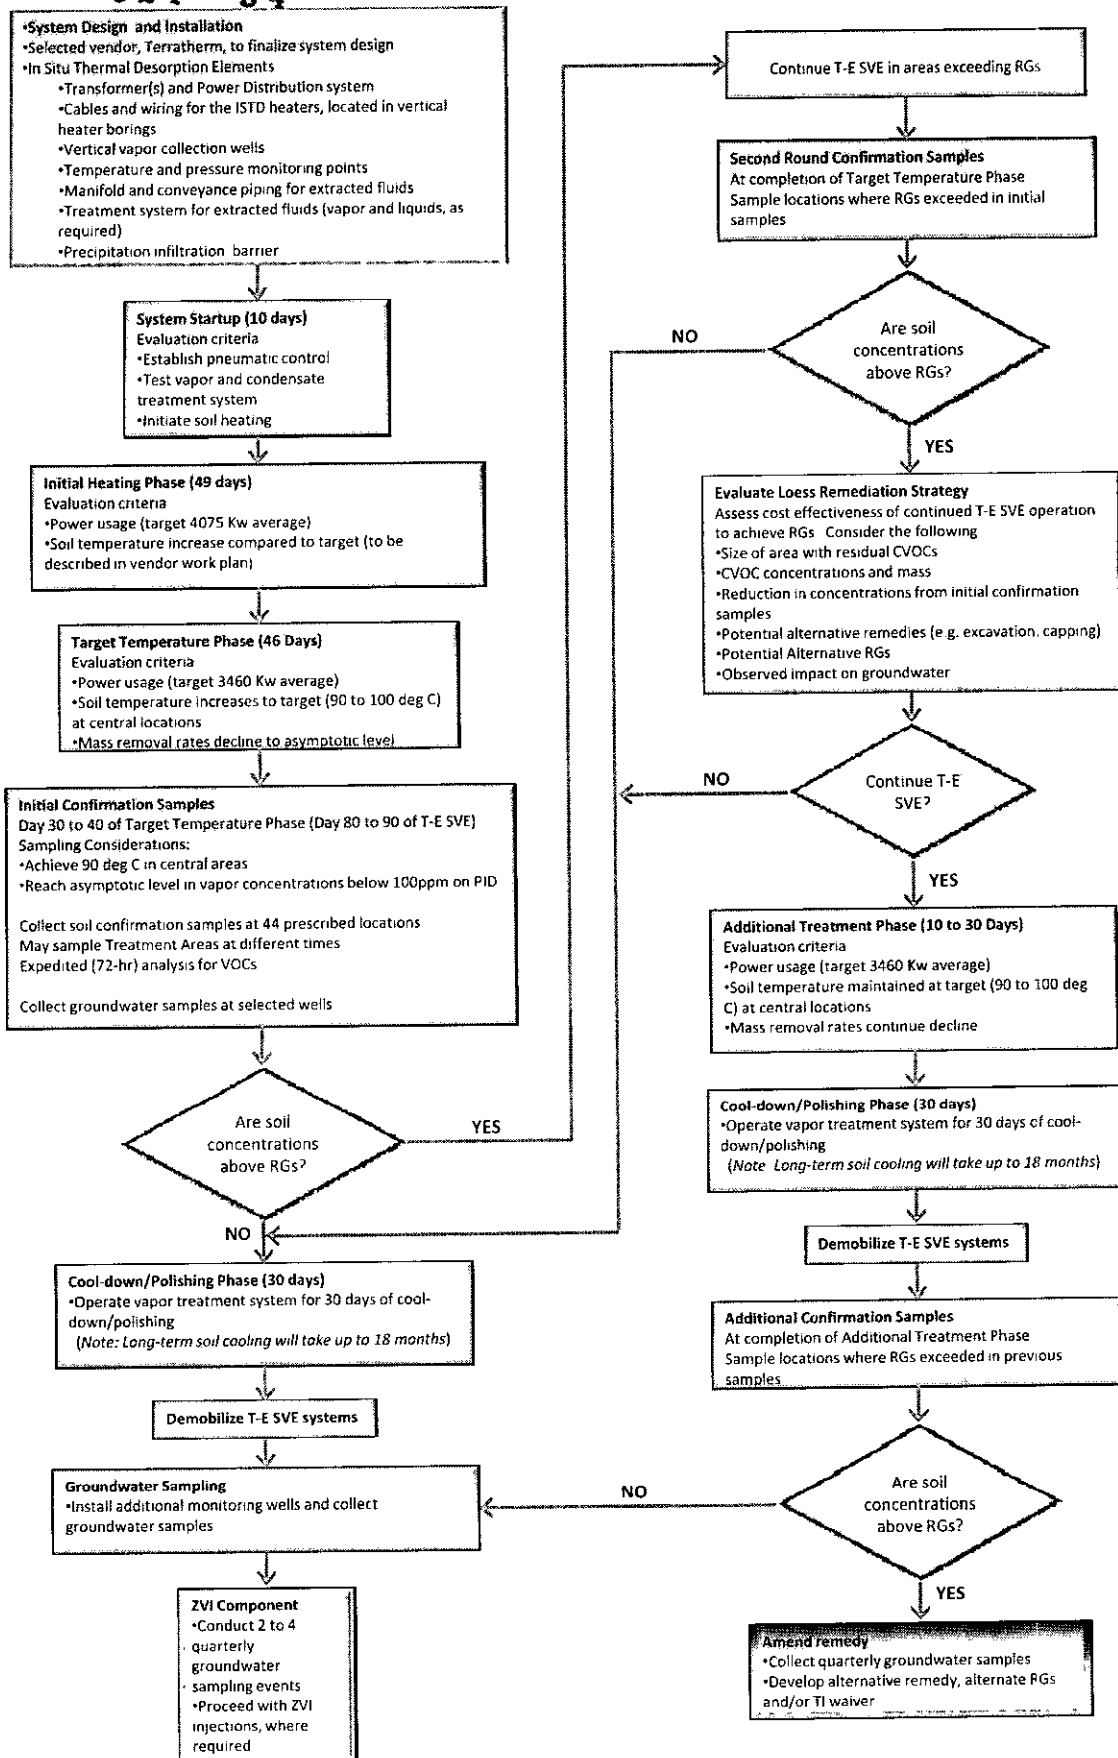 •System Design and Installation
•Selected vendor, Terratherm, to finalize system design
•In Situ Thermal Desorption Elements
•Transformer(s) and Power Distribution system
•Cables and wiring for the ISTD heaters, located in vertical
heater borings
•Vertical vapor collection wells
•Temperature and pressure monitoring points
•Manifold and conveyance piping for extracted fluids
•Treatment system for extracted fluids (vapor and liquids, as
required)
•Precipitation infiltration barrier
System Startup (10 days)
Evaluation criteria
•Establish pneumatic control
•Test vapor and condensate
treatment system
•Initiate soil heating
Initial Heating Phase (49 days)
Evaluation criteria
•Power usage (target 4075 Kw average)
•Soil temperature increase compared to target (to be
described in vendor work plan)
Target Temperature Phase (46 Days)
Evaluation criteria
•Power usage (target 3460 Kw average)
•Soil temperature increases to target (90 to 100 deg C)
at central locations
•Mass removal rates decline to asymptotic level
Initial Confirmation Samples
Day 30 to 40 of Target Temperature Phase (Day 80 to 90 of T-E SVE)
Sampling Considerations:
•Achieve 90 deg C in central areas
•Reach asymptotic level in vapor concentrations below 100ppm on PID
Collect soil confirmation samples at 44 prescribed locations
May sample Treatment Areas at different times
Expedited (72-hr) analysis for VOCs
Collect groundwater samples at selected wells
Are soil
concentrations
above RGs?
YES
NO
Cool-down/Polishing Phase (30 days)
•Operate vapor treatment system for 30 days of cool-
down/polishing
(Note: Long-term soil cooling will take up to 18 months)
Demobilize T-E SVE systems
Groundwater Sampling
•Install additional monitoring wells and collect
groundwater samples
ZVI Component
•Conduct 2 to 4
quarterly
groundwater
sampling events
•Proceed with ZVI
injections, where
required
Continue T-E SVE in areas exceeding RGs
Second Round Confirmation Samples
At completion of Target Temperature Phase
Sample locations where RGs exceeded in initial
samples
Are soil
concentrations
above RGs?
NO
YES
Evaluate Loess Remediation Strategy
Assess cost effectiveness of continued T-E SVE operation
to achieve RGs Consider the following
•Size of area with residual CVOCs
•CVOC concentrations and mass
•Reduction in concentrations from initial confirmation
samples
•Potential alternative remedies (e.g. excavation, capping)
•Potential Alternative RGs
•Observed impact on groundwater
Continue T-E
SVE?
NO
YES
Additional Treatment Phase (10 to 30 Days)
Evaluation criteria
•Power usage (target 3460 Kw average)
•Soil temperature maintained at target (90 to 100 deg
C) at central locations
•Mass removal rates continue decline
Cool-down/Polishing Phase (30 days)
•Operate vapor treatment system for 30 days of cool-
down/polishing
(Note Long-term soil cooling will take up to 18 months)
Demobilize T-E SVE systems
Additional Confirmation Samples
At completion of Additional Treatment Phase
Sample locations where RGs exceeded in previous
samples
Are soil
concentrations
above RGs?
NO
YES
Amend remedy
•Collect quarterly groundwater samples
•Develop alternative remedy, alternate RGs
and/or TI waiver